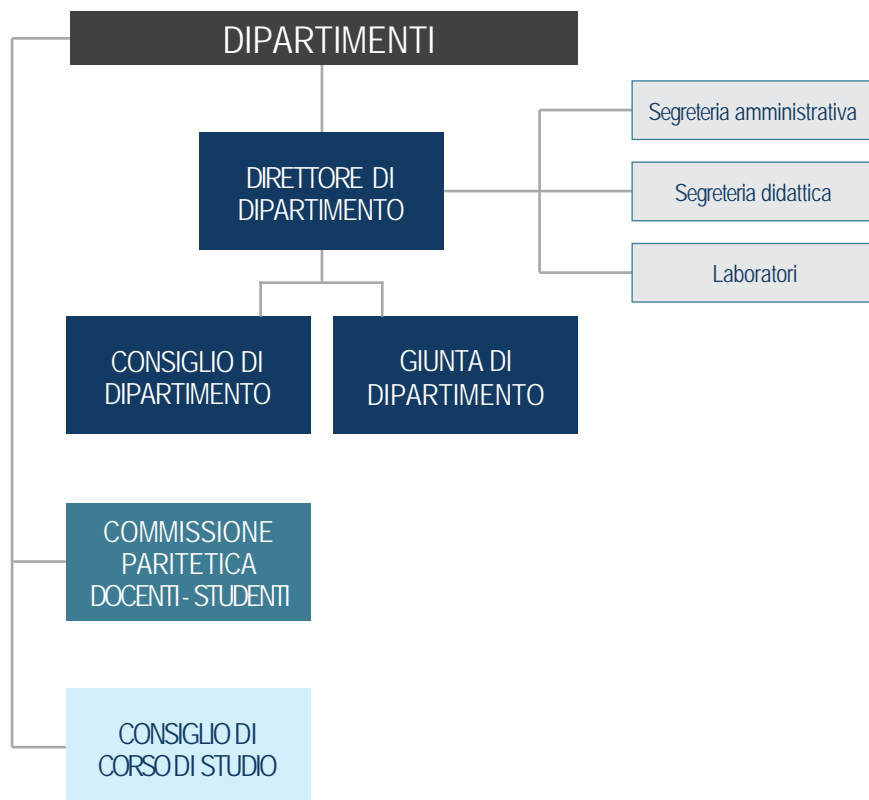 DIPARTIMENTI
Segreteria amministrativa
DIRETTORE DI
DIPARTIMENTO
Segreteria didattica
Laboratori
CONSIGLIO DI
DIPARTIMENTO
GIUNTA DI
DIPARTIMENTO
COMMISSIONE
PARITETICA
DOCENTI - STUDENTI
CONSIGLIO DI
CORSO DI STUDIO